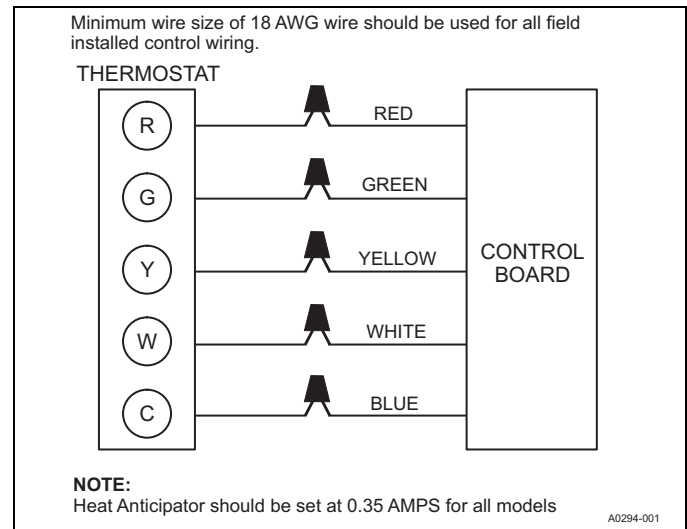 Minimum wire size of 18 AWG wire should be used for all field
installed control wiring.
THERMOSTAT
R
RED
G
GREEN
Y
YELLOW
W
WHITE
C
BLUE
CONTROL
BOARD
NOTE:
Heat Anticipator should be set at 0.35 AMPS for all models
A0294-001